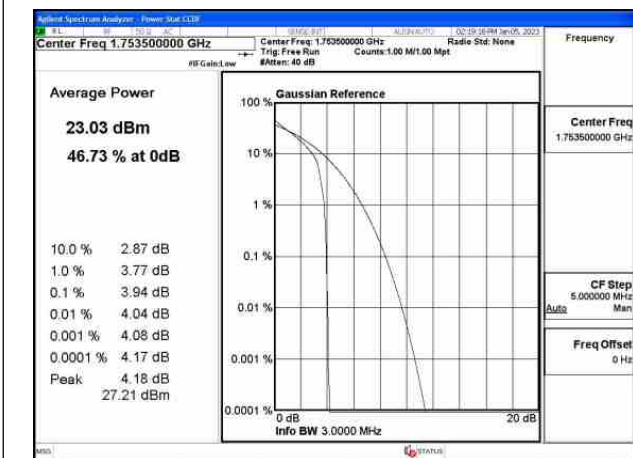 Agilent Spectrum Analyzer - Power Stat CCDF
RL RF 50 Ω AC SENSE:INT ALIGN AUTO 02:19:16 PM Jan 05, 2023
Center Freq 1.753500000 GHz
Center Freq: 1.753500000 GHz Radio Std: None
Trig: Free Run Counts:1.00 M/1.00 Mpt
#IFGain:Low #Atten: 40 dB
Frequency
Average Power
23.03 dBm
46.73 % at 0dB
10.0 % 2.87 dB
1.0 % 3.77 dB
0.1 % 3.94 dB
0.01 % 4.04 dB
0.001 % 4.08 dB
0.0001 % 4.17 dB
Peak 4.18 dB
27.21 dBm
Gaussian Reference
100 %
10 %
1 %
0.1 %
0.01 %
0.001 %
0.0001 %
0 dB 20 dB
Info BW 3.0000 MHz
Center Freq
1.753500000 GHz
CF Step
5.000000 MHz
Auto Man
Freq Offset
0 Hz
MSG STATUS